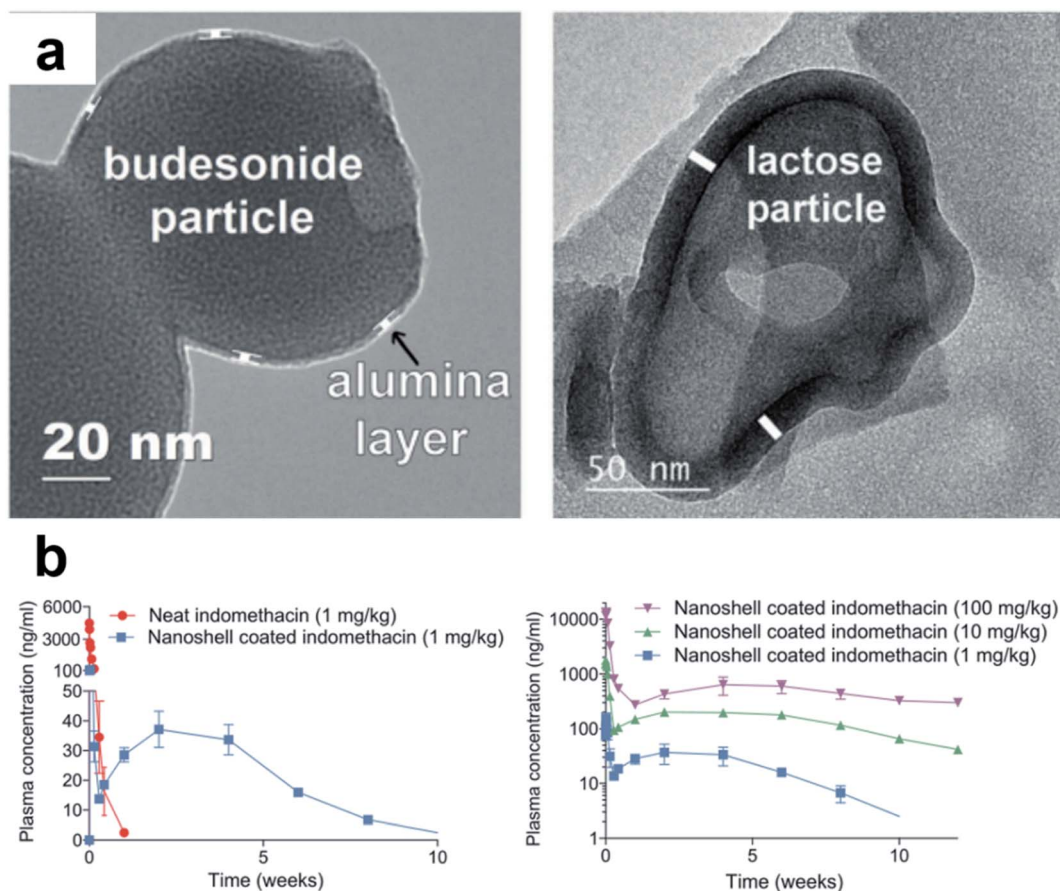 a
budesonide
particle
alumina
layer
20 nm
lactose
particle
50 nm
b
Plasma concentration (ng/ml)
6000
3000
100
50
40
30
20
10
0
0
5
10
Time (weeks)
Neat indomethacin (1 mg/kg)
Nanoshell coated indomethacin (1 mg/kg)
Plasma concentration (ng/ml)
10000
1000
100
10
1
0
5
10
Time (weeks)
Nanoshell coated indomethacin (100 mg/kg)
Nanoshell coated indomethacin (10 mg/kg)
Nanoshell coated indomethacin (1 mg/kg)